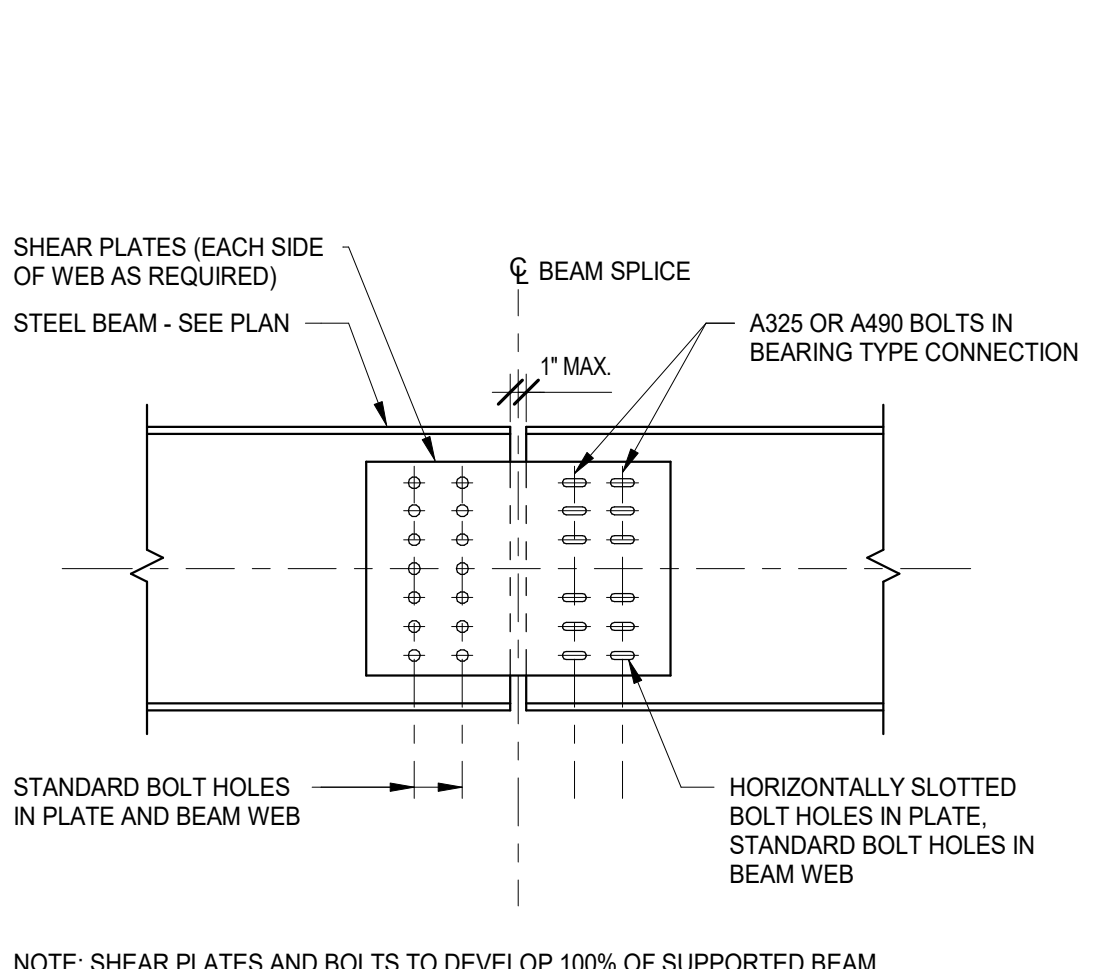 SHEAR PLATES (EACH SIDE
OF WEB AS REQUIRED)
STEEL BEAM - SEE PLAN
℄ BEAM SPLICE
1" MAX.
A325 OR A490 BOLTS IN
BEARING TYPE CONNECTION
STANDARD BOLT HOLES
IN PLATE AND BEAM WEB
HORIZONTALLY SLOTTED
BOLT HOLES IN PLATE,
STANDARD BOLT HOLES IN
BEAM WEB
NOTE: SHEAR PLATES AND BOLTS TO DEVELOP 100% OF SUPPORTED BEAM